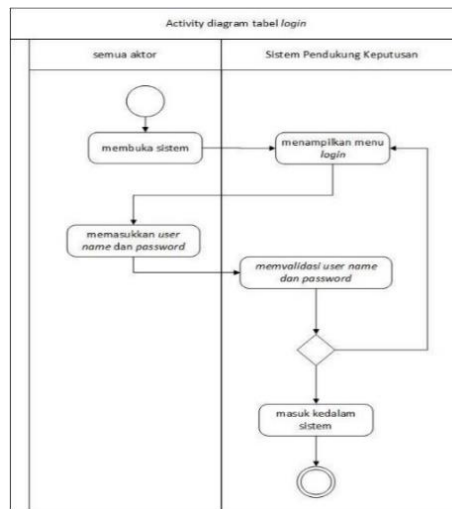 Activity diagram tabel login
semua aktor
Sistem Pendukung Keputusan
membuka sistem
menampilkan menu
login
memasukkan user
name dan password
memvalidasi user name
dan password
masuk kedalam
sistem